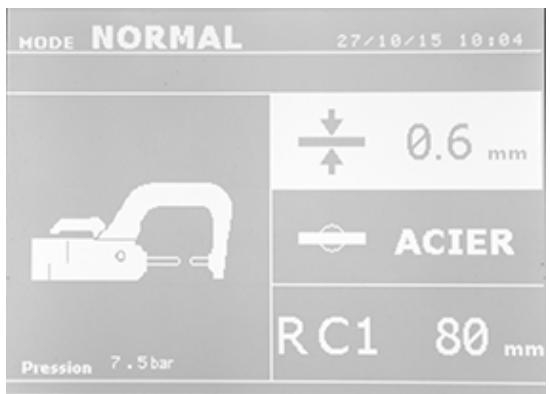 MODE NORMAL 27/10/15 10:04
0.6 mm
ACIER
RC1 80 mm
Pression 7.5bar